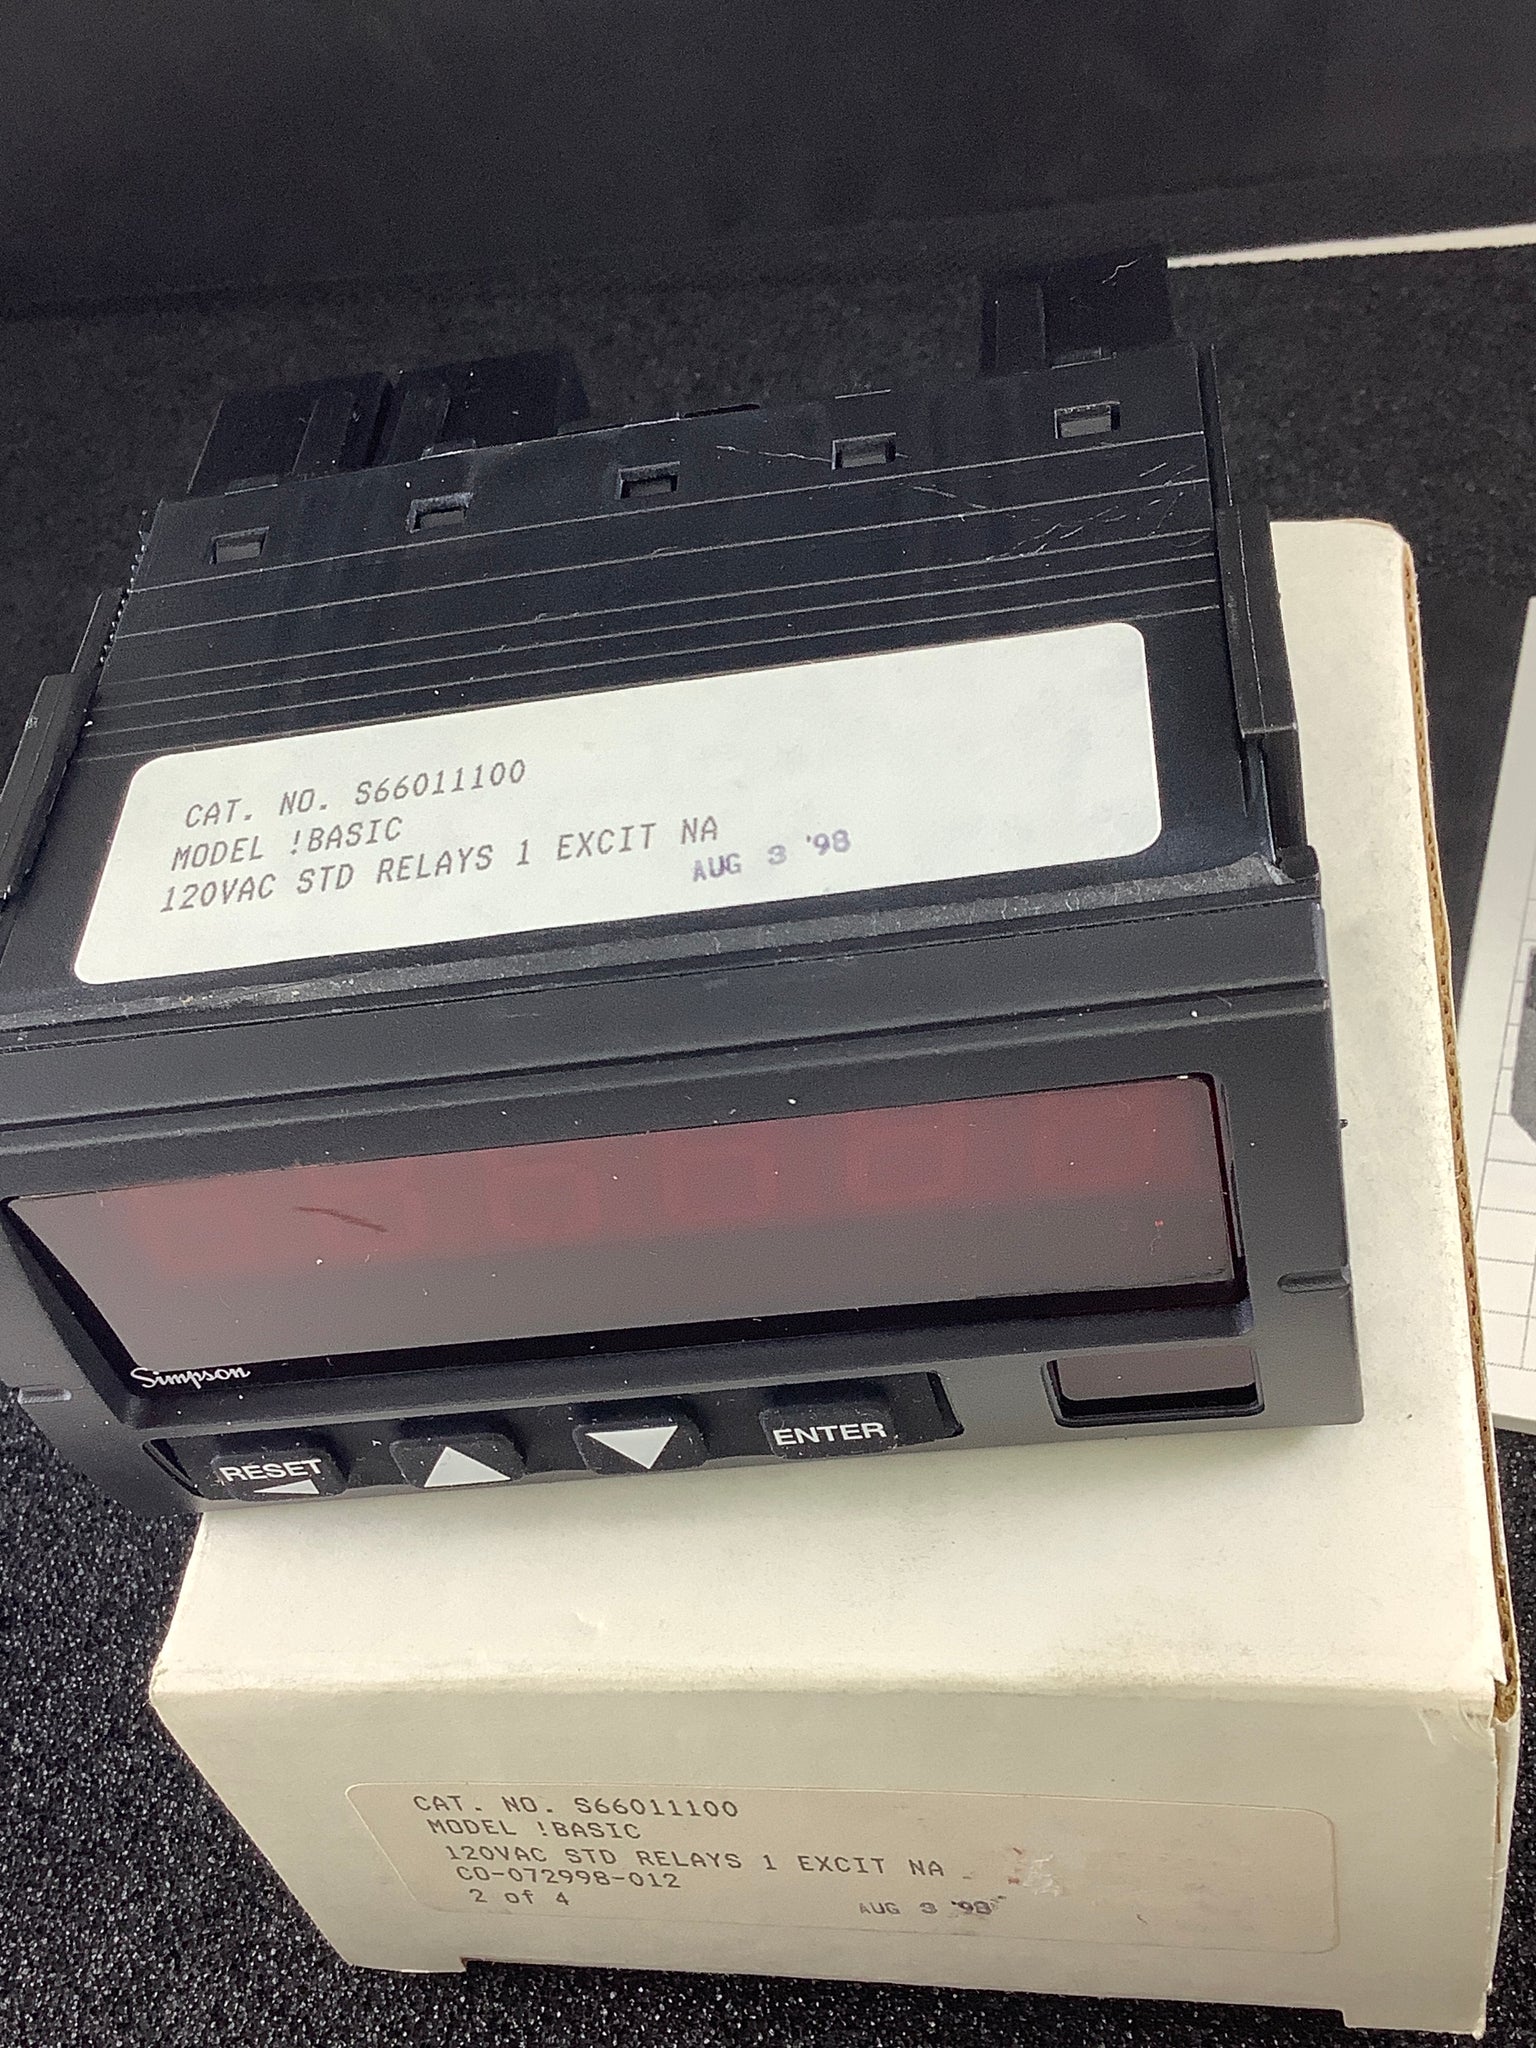 CAT. NO. S66011100
MODEL !BASIC
120VAC STD RELAYS 1 EXCIT NA
AUG 3 '98
Simpson
RESET
ENTER
CAT. NO. S66011100
MODEL !BASIC
120VAC STD RELAYS 1 EXCIT NA
CO-072998-012
2 of 4
AUG 3 '98